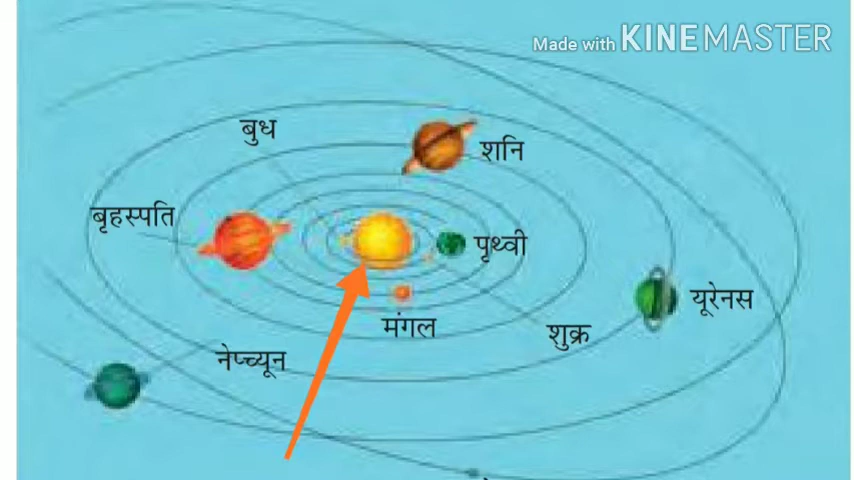 Made with KINEMASTER
बुध
शनि
बृहस्पति
पृथ्वी
यूरेनस
मंगल
शुक्र
नेप्च्यून